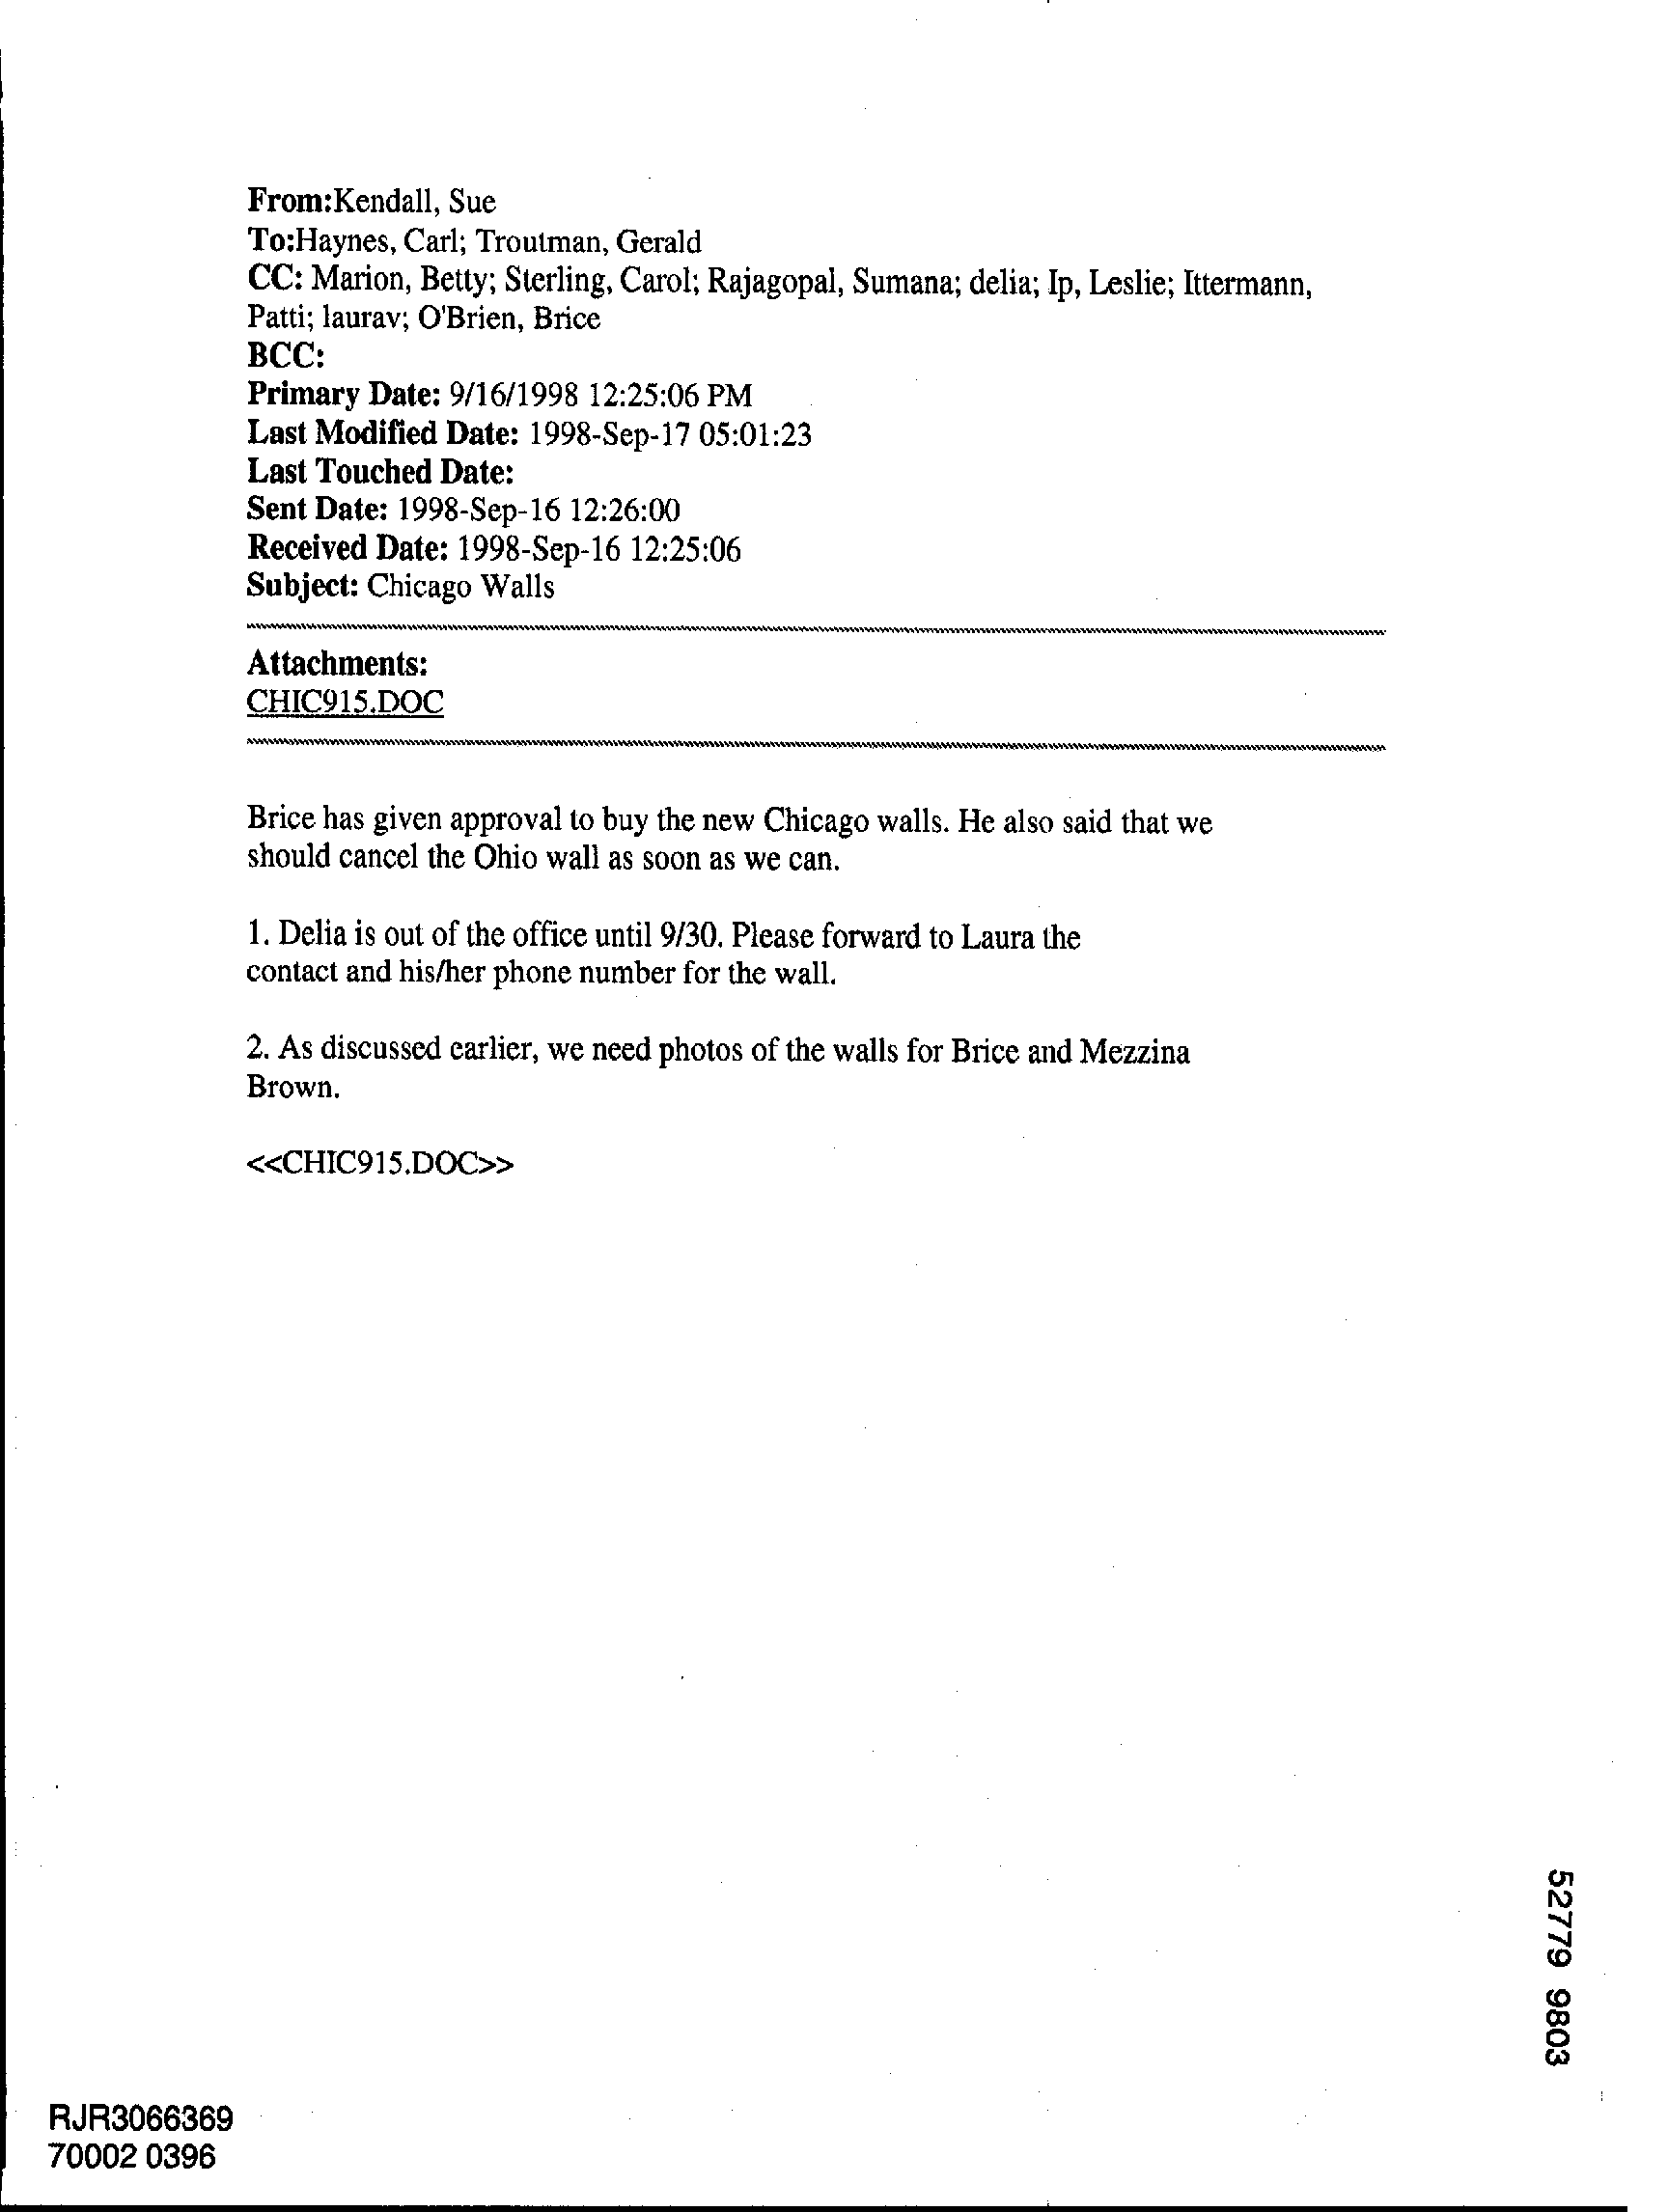 From:Kendall, Sue
To:Haynes, Carl; Troutman, Gerald
CC: Marion, Betty; Sterling, Carol; Rajagopal, Sumana; delia; Ip, Leslie; Ittermann,
Patti; laurav; O'Brien, Brice
BCC:
Primary Date: 9/16/1998 12:25:06 PM
Last Modified Date: 1998-Sep-17 05:01:23
Last Touched Date:
Sent Date: 1998-Sep-16 12:26:00
Received Date: 1998-Sep-16 12:25:06
Subject: Chicago Walls
Attachments:
CHIC915.DOC
Brice has given approval to buy the new Chicago walls. He also said that we
should cancel the Ohio wall as soon as we can.
1. Delia is out of the office until 9/30. Please forward to Laura the
contact and his/her phone number for the wall.
2. As discussed earlier, we need photos of the walls for Brice and Mezzina
Brown.
<<CHIC915.DOC>>
52779 9803
RJR3066369
70002 0396